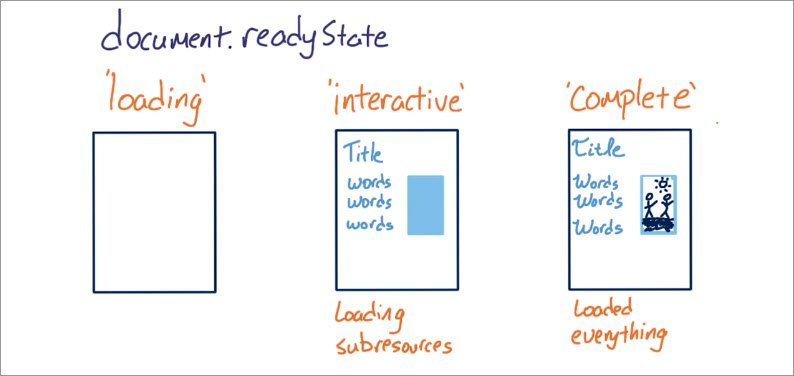 document.readyState
'loading'
'interactive'
'complete'
Title
words
words
words
Title
Words
Words
Words
Loading
subresources
Loaded
everything